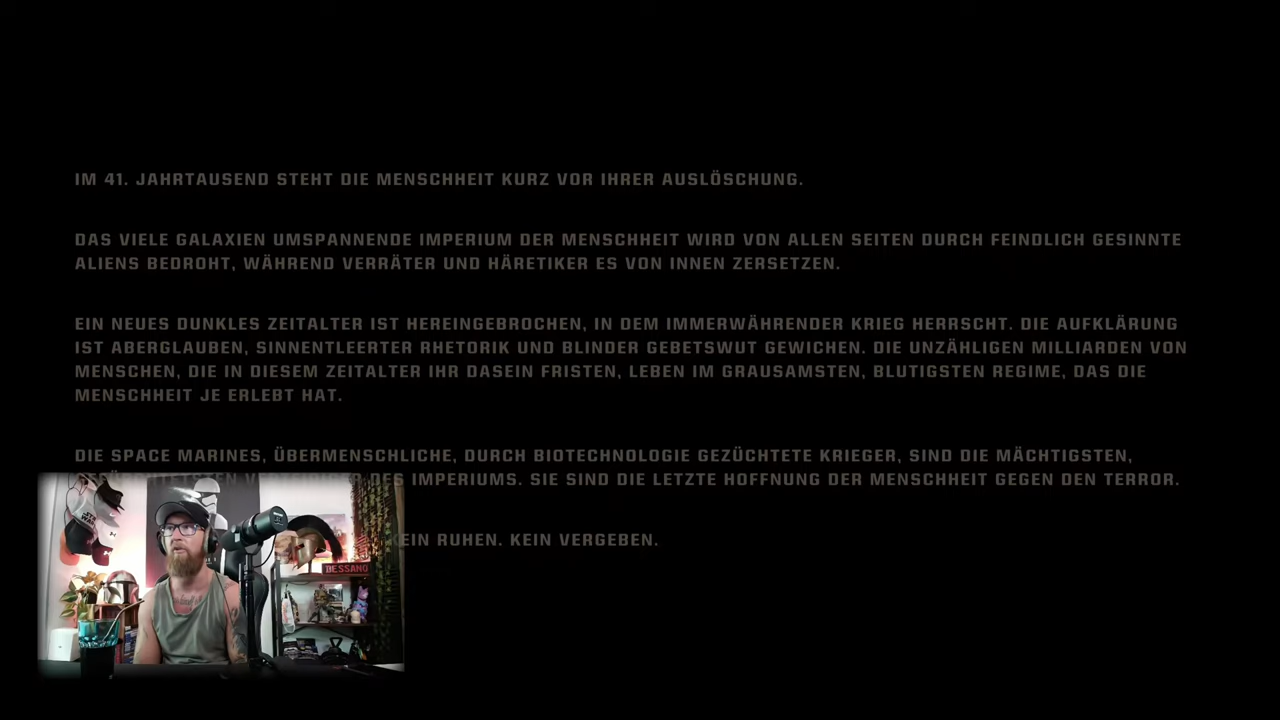 IM 41. JAHRTAUSEND STEHT DIE MENSCHHEIT KURZ VOR IHRER AUSLÖSCHUNG.
DAS VIELE GALAXIEN UMSPANNENDE IMPERIUM DER MENSCHHEIT WIRD VON ALLEN SEITEN DURCH FEINDLICH GESINNTE
ALIENS BEDROHT, WÄHREND VERRÄTER UND HÄRETIKER ES VON INNEN ZERSETZEN.
EIN NEUES DUNKLES ZEITALTER IST HEREINGEBROCHEN, IN DEM IMMERWÄHRENDER KRIEG HERRSCHT. DIE AUFKLÄRUNG
IST ABERGLAUBEN, SINNENTLEERTER RHETORIK UND BLINDER GEBETSWUT GEWICHEN. DIE UNZÄHLIGEN MILLIARDEN VON
MENSCHEN, DIE IN DIESEM ZEITALTER IHR DASEIN FRISTEN, LEBEN IM GRAUSAMSTEN, BLUTIGSTEN REGIME, DAS DIE
MENSCHHEIT JE ERLEBT HAT.
DIE SPACE MARINES, ÜBERMENSCHLICHE, DURCH BIOTECHNOLOGIE GEZÜCHTETE KRIEGER, SIND DIE MÄCHTIGSTEN,
DES IMPERIUMS. SIE SIND DIE LETZTE HOFFNUNG DER MENSCHHEIT GEGEN DEN TERROR.
KEIN RUHEN. KEIN VERGEBEN.
STAR WARS
DESSANO